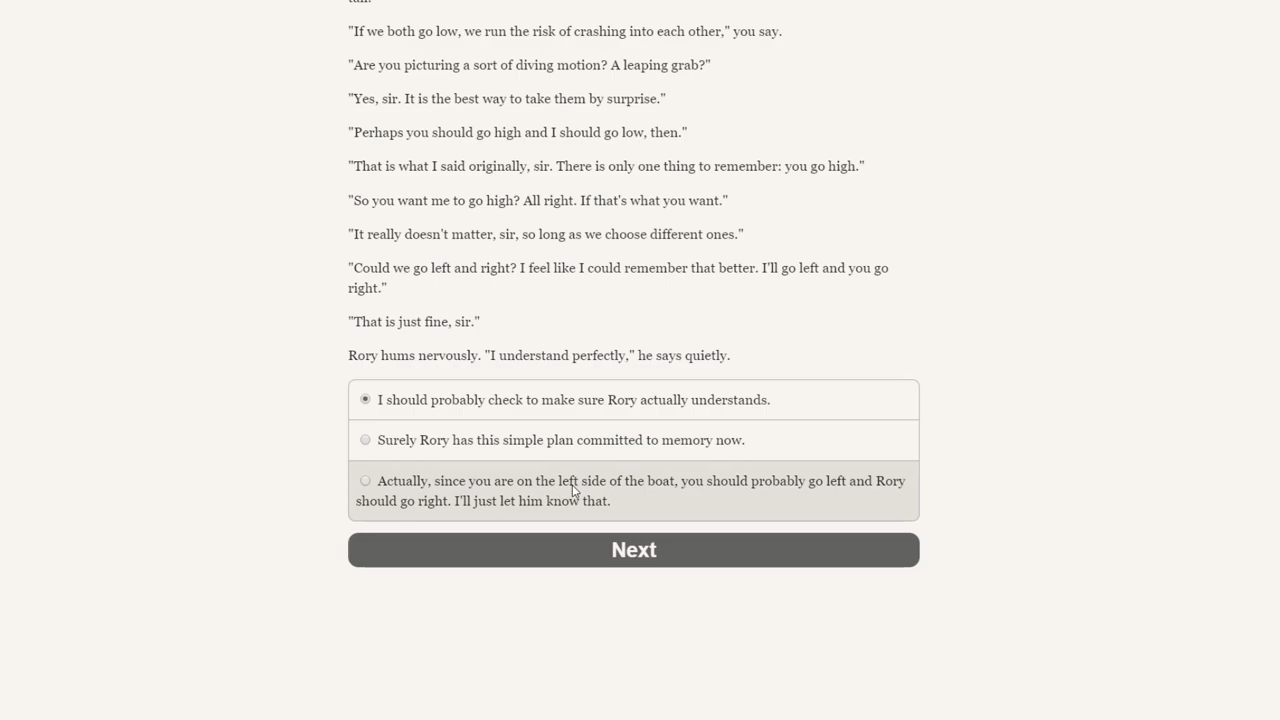 "If we both go low, we run the risk of crashing into each other," you say.
"Are you picturing a sort of diving motion? A leaping grab?"
"Yes, sir. It is the best way to take them by surprise."
"Perhaps you should go high and I should go low, then."
"That is what I said originally, sir. There is only one thing to remember: you go high."
"So you want me to go high? All right. If that's what you want."
"It really doesn't matter, sir, so long as we choose different ones."
"Could we go left and right? I feel like I could remember that better. I'll go left and you go
right."
"That is just fine, sir."
Rory hums nervously. "I understand perfectly," he says quietly.
I should probably check to make sure Rory actually understands.
Surely Rory has this simple plan committed to memory now.
Actually, since you are on the left side of the boat, you should probably go left and Rory
should go right. I'll just let him know that.
Next